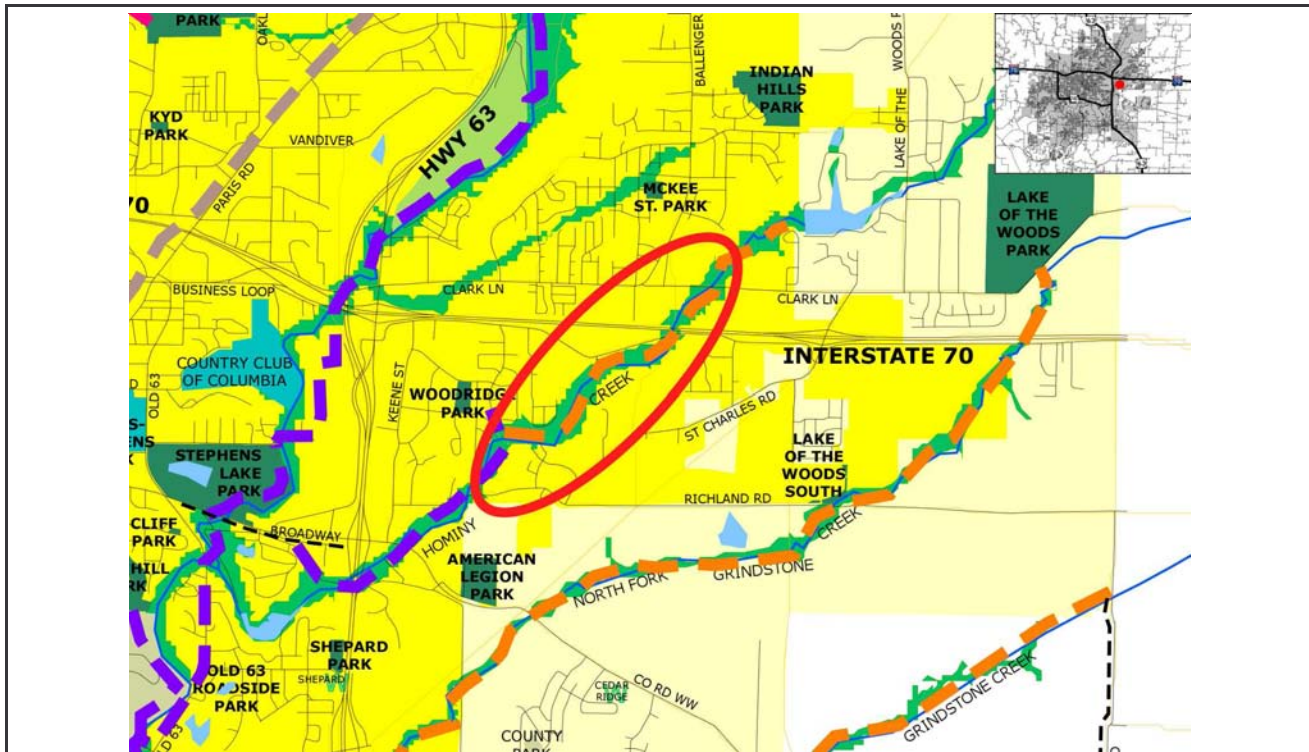 PARK
OAKL
KYD
PARK
VANDIVER
HWY 63
PARIS RD
70
BALLENGER
INDIAN
HILLS
PARK
WOODS
LAKE OF THE
MCKEE
ST. PARK
LAKE
OF THE
WOODS
PARK
BUSINESS LOOP
CLARK LN
CLARK LN
COUNTRY CLUB
OF COLUMBIA
OLD 63
KEENE ST
WOODRIDGE
PARK
CREEK
INTERSTATE 70
ST CHARLES RD
STEPHENS
LAKE
PARK
LAKE
OF THE
WOODS
SOUTH
RICHLAND RD
CREEK
BROADWAY
HOMINY
CLIFF
PARK
HILL
AMERICAN
LEGION
PARK
NORTH FORK
GRINDSTONE
SHEPARD
PARK
SHEPARD
OLD 63
ROADSIDE
PARK
OLD 63
CEDAR
RIDGE
CO RD WW
COUNTY
PARK
GRINDSTONE CREEK